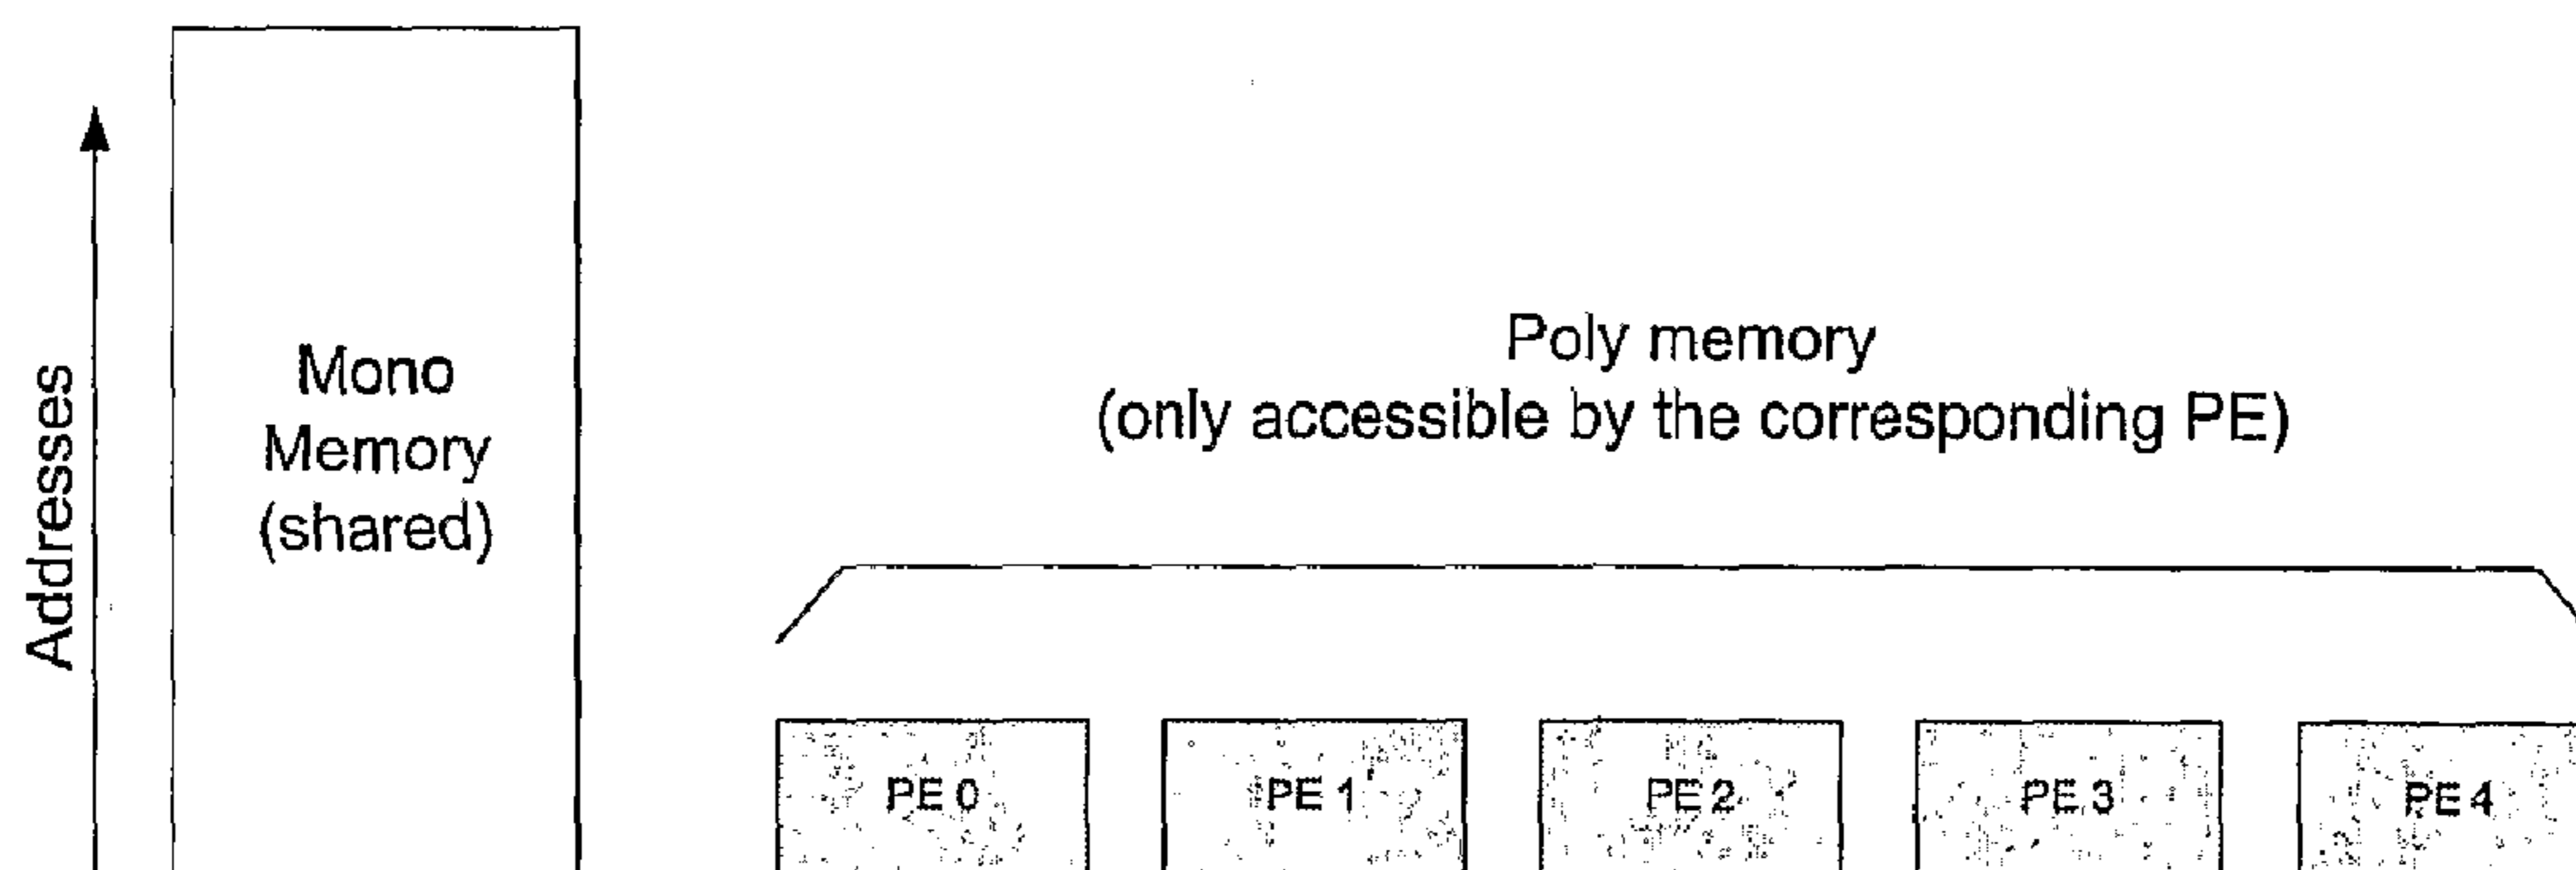 Addresses
Mono
Memory
(shared)
Poly memory
(only accessible by the corresponding PE)
PE 0
PE 1
PE 2
PE 3
PE 4